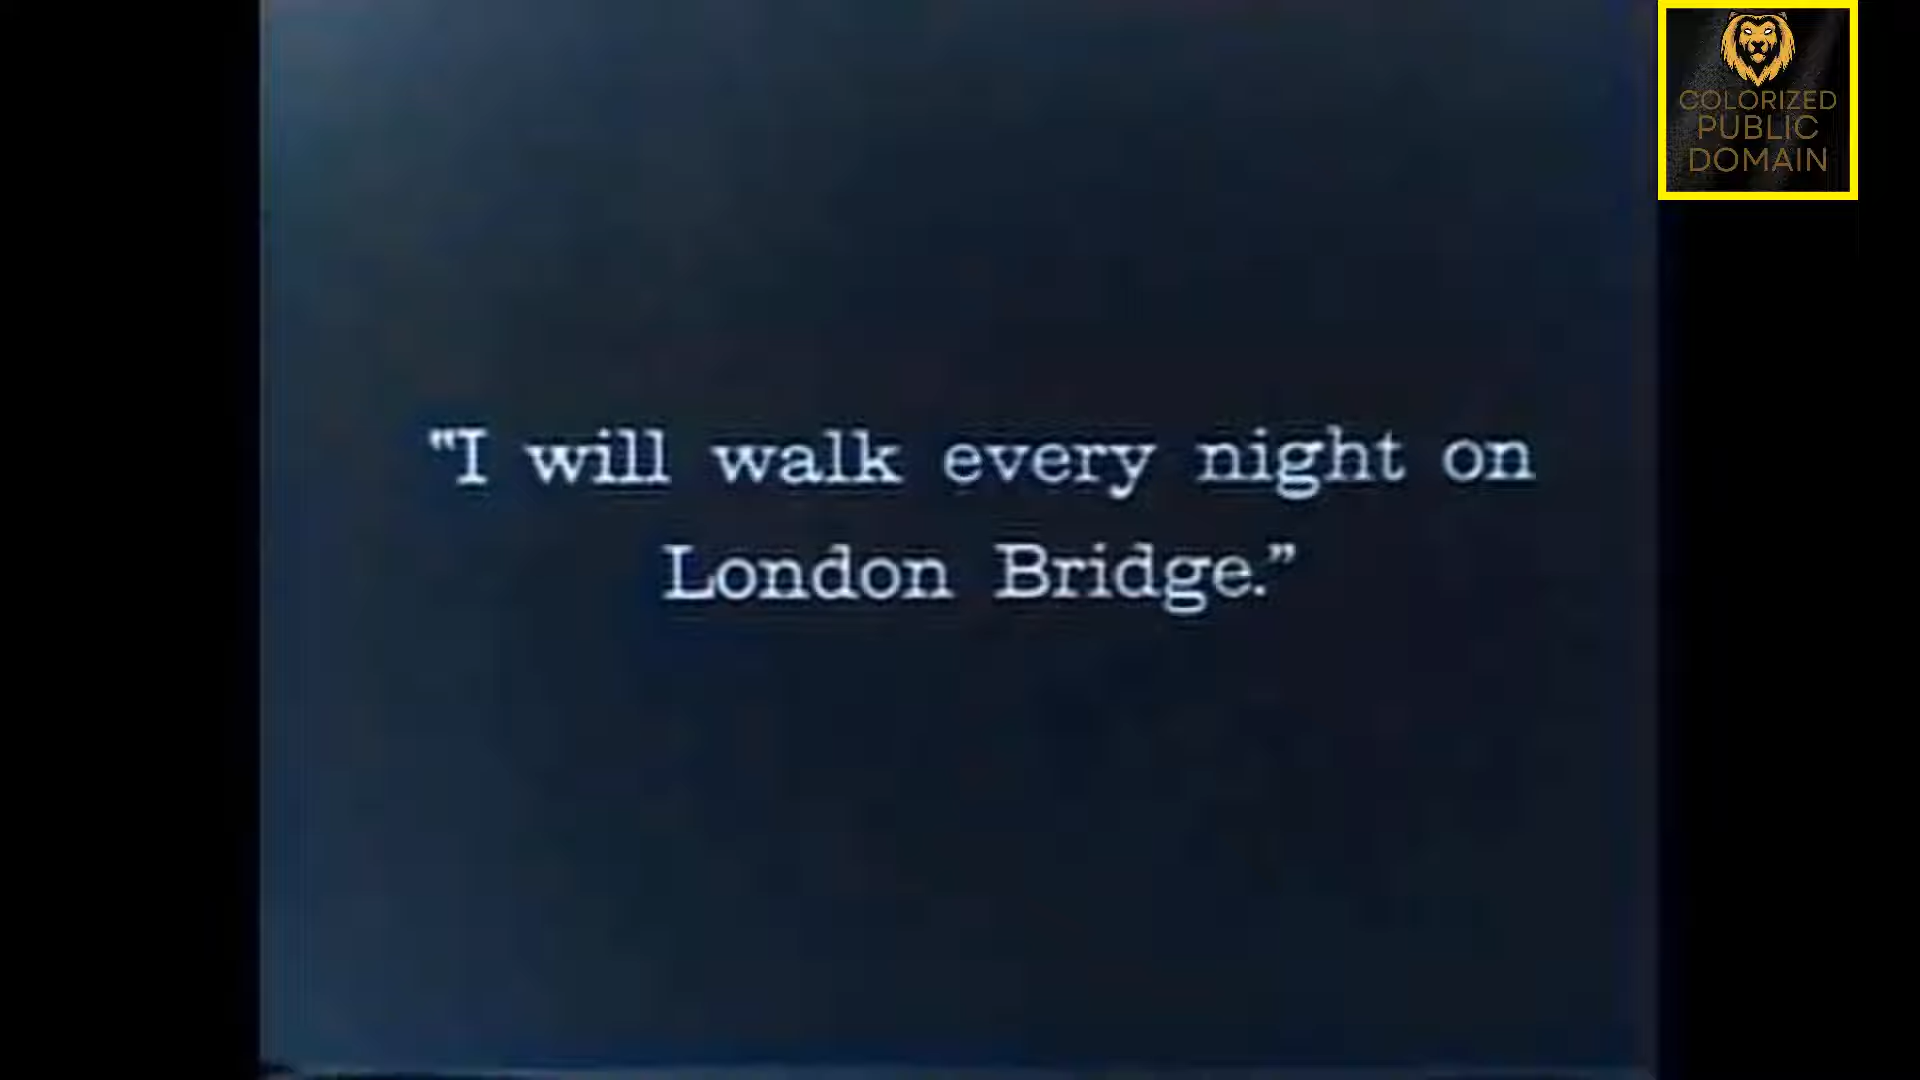 COLORIZED
PUBLIC
DOMAIN
"I will walk every night on
London Bridge.”